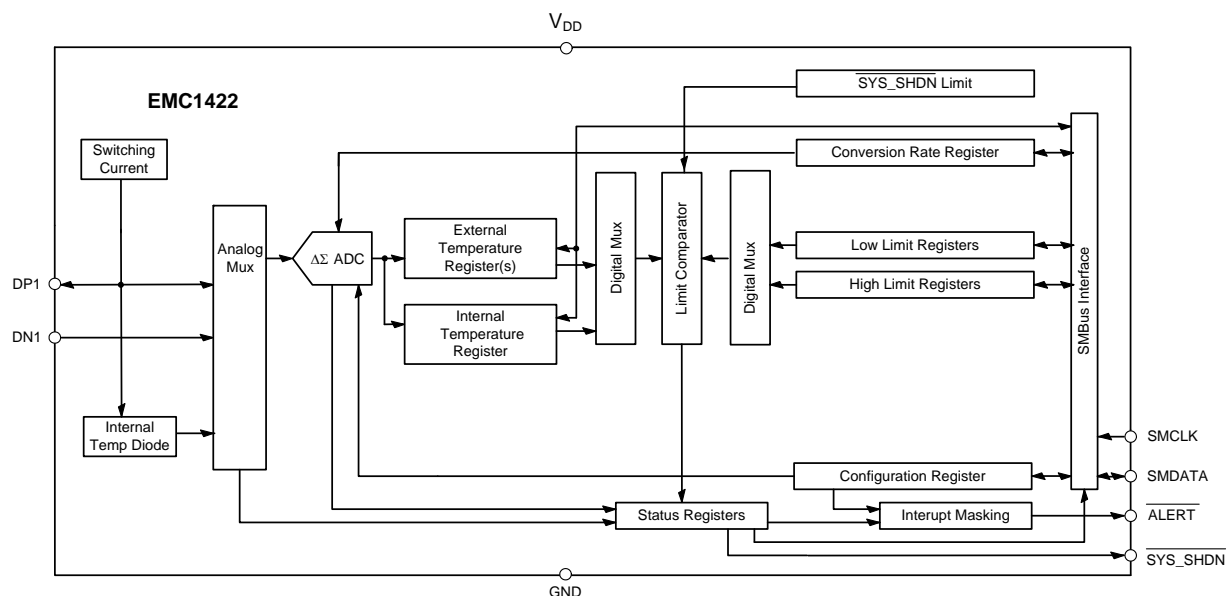 V_DD
SYS_SHDN Limit
EMC1422
Switching
Current
Conversion Rate Register
Analog
Mux
ΔΣ ADC
External
Temperature
Register(s)
Digital Mux
Limit Comparator
Digital Mux
Low Limit Registers
High Limit Registers
SMBus Interface
DP1
DN1
Internal
Temperature
Register
Internal
Temp Diode
SMCLK
Configuration Register
SMDATA
Status Registers
Interupt Masking
ALERT
SYS_SHDN
GND